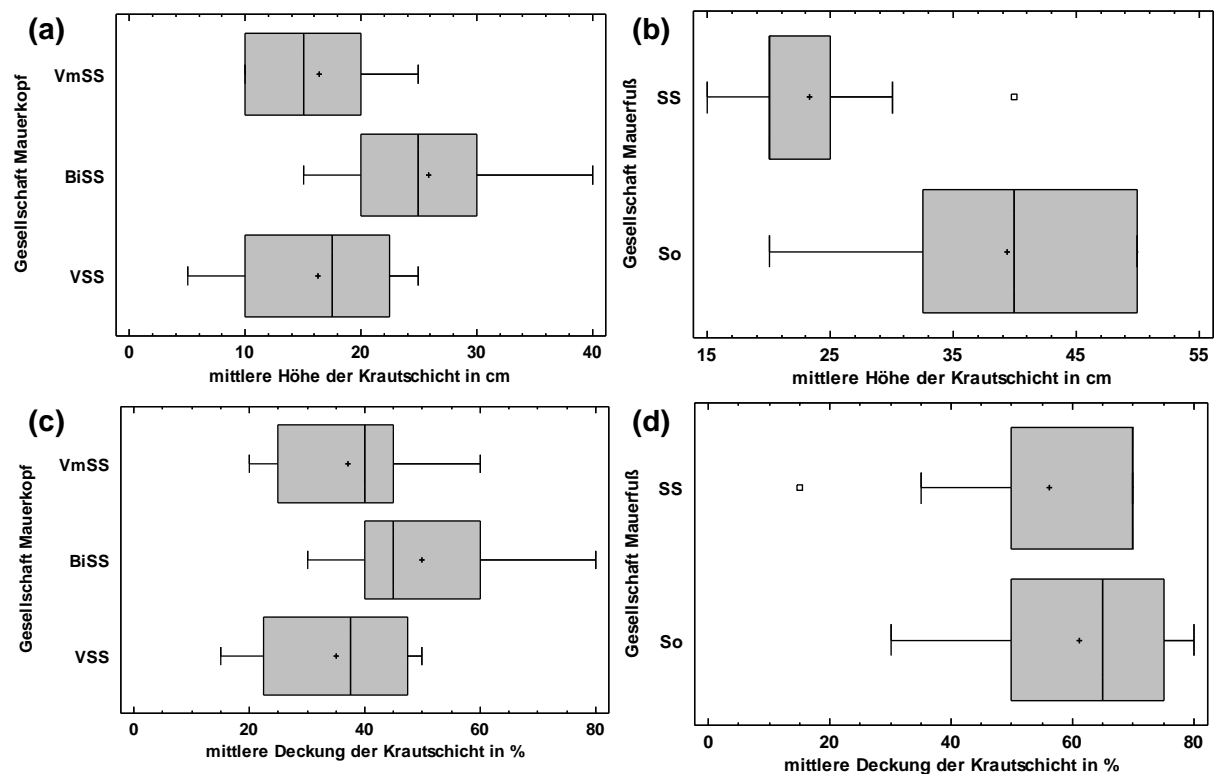 (a)
Gesellschaft Mauerkopf
VmSS
BiSS
VSS
0 10 20 30 40
mittlere Höhe der Krautschicht in cm
(b)
Gesellschaft Mauerfuß
SS
So
15 25 35 45 55
mittlere Höhe der Krautschicht in cm
(c)
Gesellschaft Mauerkopf
VmSS
BiSS
VSS
0 20 40 60 80
mittlere Deckung der Krautschicht in %
(d)
Gesellschaft Mauerfuß
SS
So
0 20 40 60 80
mittlere Deckung der Krautschicht in %